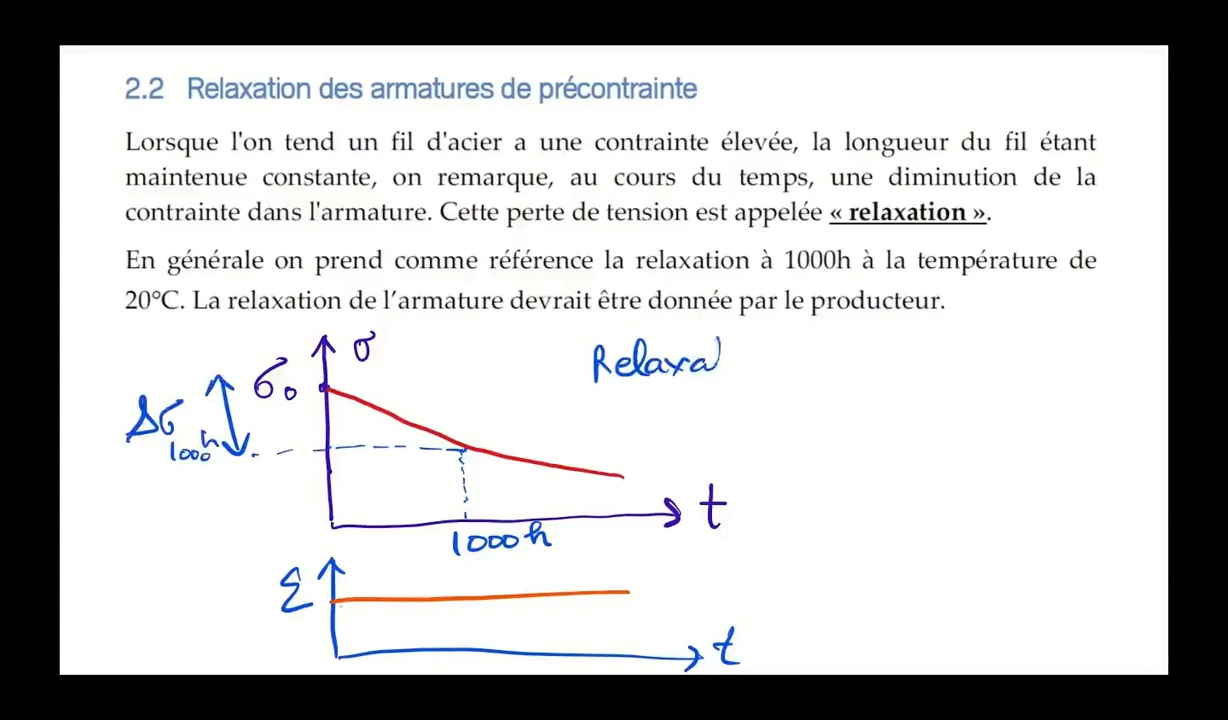 2.2 Relaxation des armatures de précontrainte
Lorsque l'on tend un fil d'acier a une contrainte élevée, la longueur du fil étant
maintenue constante, on remarque, au cours du temps, une diminution de la
contrainte dans l'armature. Cette perte de tension est appelée « relaxation ».
En générale on prend comme référence la relaxation à 1000h à la température de
20°C. La relaxation de l’armature devrait être donnée par le producteur.
σ
Relaxa
σ₀
Δσ
1000h
t
1000h
Σ
t